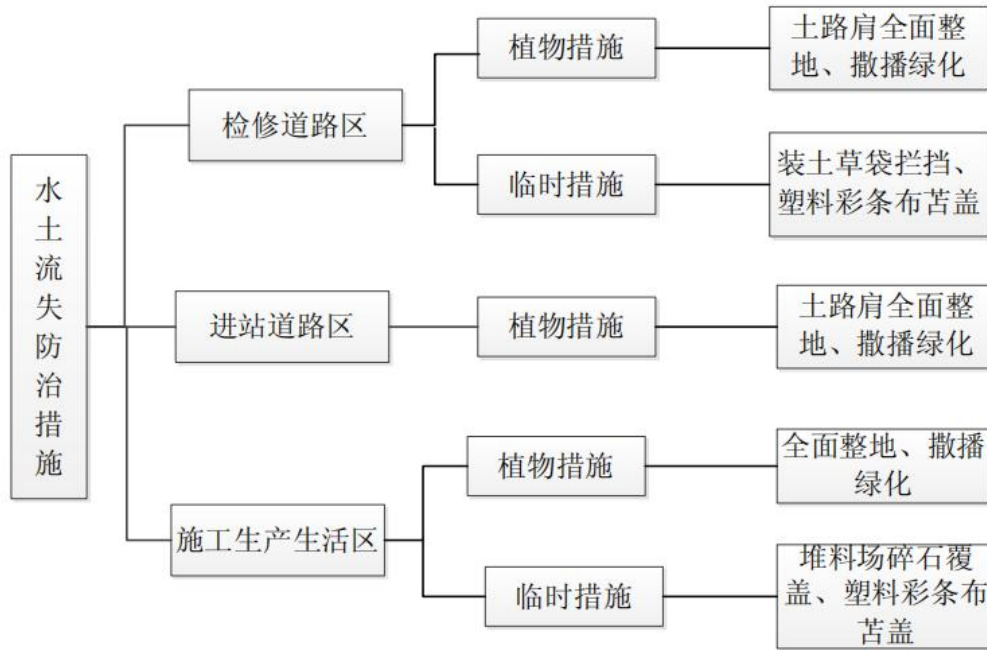 水土流失防治措施
检修道路区
植物措施
土路肩全面整
地、撒播绿化
临时措施
装土草袋拦挡、
塑料彩条布苫盖
进站道路区
植物措施
土路肩全面整
地、撒播绿化
施工生产生活区
植物措施
全面整地、撒播
绿化
临时措施
堆料场碎石覆
盖、塑料彩条布
苫盖